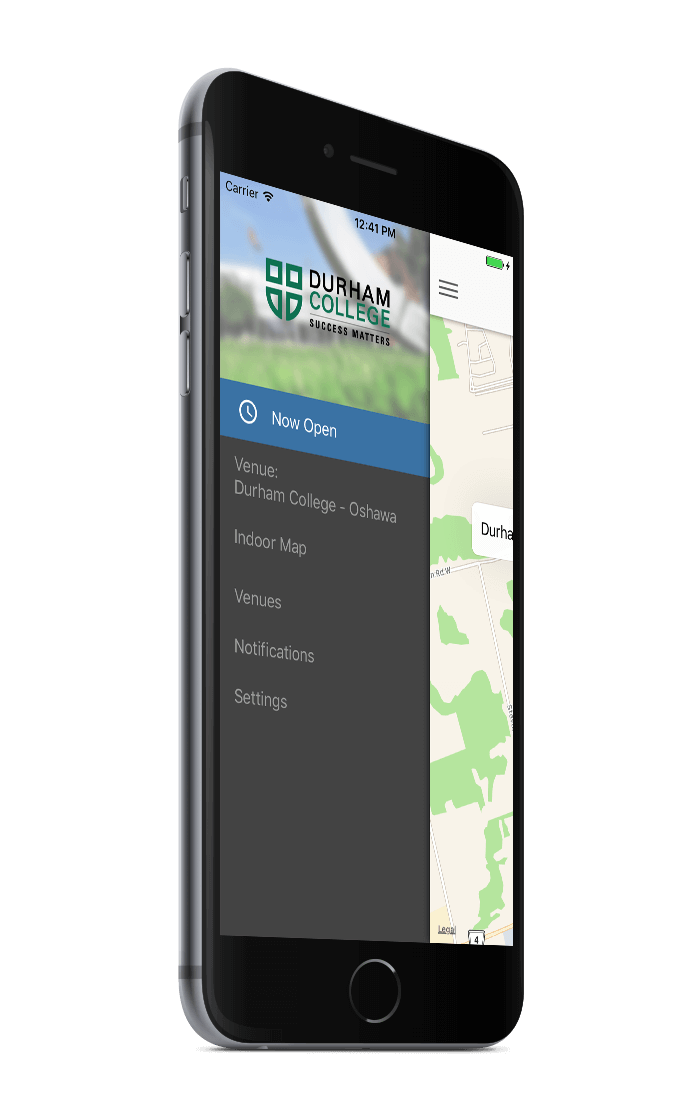 Carrier
12:41 PM
DURHAM
COLLEGE
SUCCESS MATTERS
Now Open
Venue:
Durham College - Oshawa
Indoor Map
Venues
Notifications
Settings
Durha
n Rd W
Legal
4